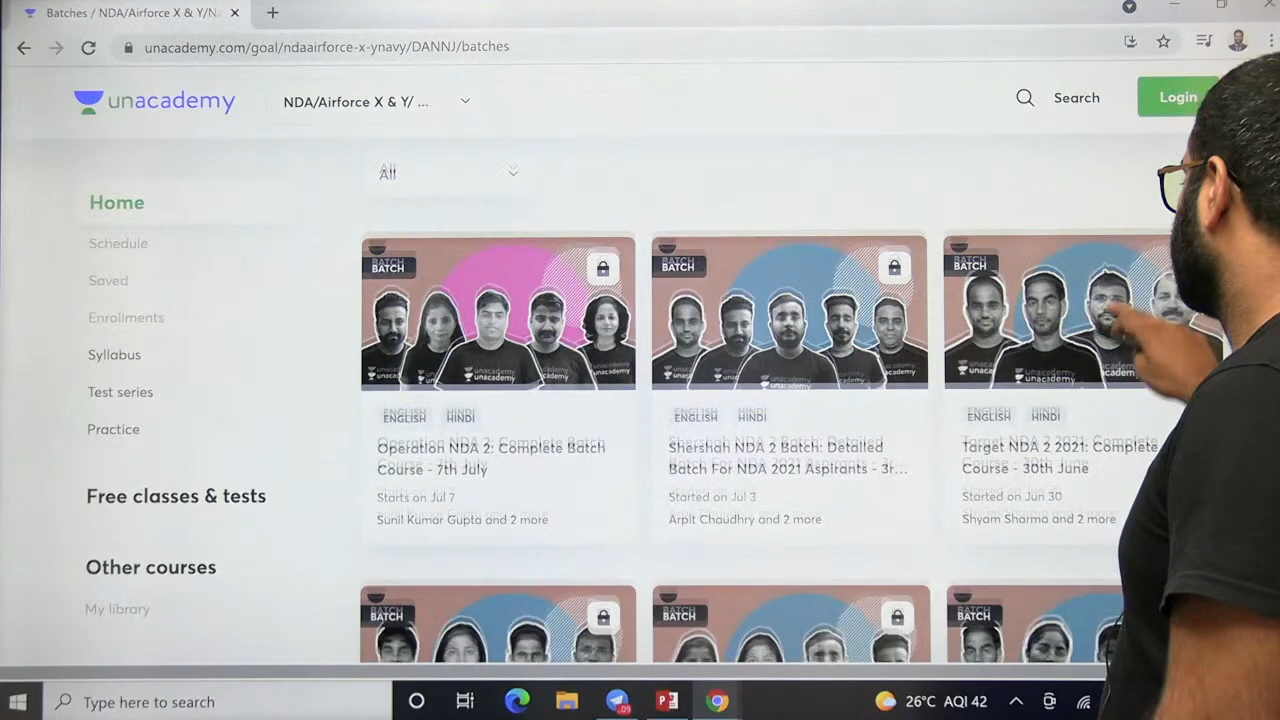 Batches / NDA/Airforce X & Y/N
unacademy.com/goal/ndaairforce-x-ynavy/DANNJ/batches
unacademy
NDA/Airforce X & Y/ ...
Search
Login
All
Home
Schedule
Saved
Enrollments
Syllabus
Test series
Practice
Free classes & tests
Other courses
My library
BATCH
unacademy
ENGLISH HINDI
Operation NDA 2: Complete Batch
Course - 7th July
Starts on Jul 7
Sunil Kumar Gupta and 2 more
BATCH
unacademy
ENGLISH HINDI
Shershah NDA 2 Batch: Detailed
Batch For NDA 2021 Aspirants - 3r...
Started on Jul 3
Arpit Chaudhry and 2 more
BATCH
unacademy
ENGLISH HINDI
Target NDA 2 2021: Complete
Course - 30th June
Started on Jun 30
Shyam Sharma and 2 more
BATCH
BATCH
BATCH
Type here to search
.09
26°C AQI 42